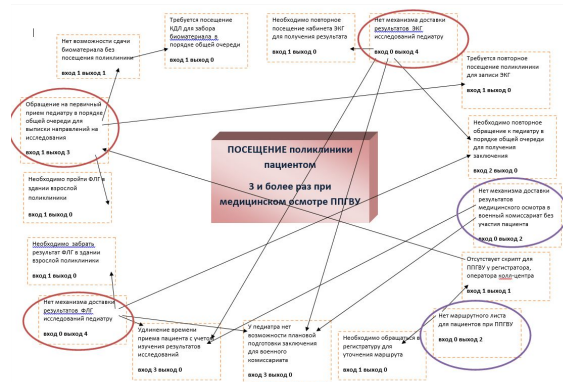 Нет возможности сдачи
биоматериала без
посещения поликлиники
вход 1 выход 1
Требуется посещение
КДЛ для забора
биоматериала в
порядке общей очереди
вход 1 выход 0
Необходимо повторное
посещение кабинета ЭКГ
для получения результата
вход 1 выход 0
Нет механизма доставки
результатов ЭКГ
исследований педиатру
вход 0 выход 4
Требуется повторное
посещение поликлиники
для записи ЭКГ
вход 1 выход 0
Обращение на первичный
прием педиатру в порядке
общей очереди для
выписки направлений на
исследования
вход 1 выход 3
Необходимо повторное
обращение к педиатру в
порядке общей очереди
для получения
заключения
вход 2 выход 0
ПОСЕЩЕНИЕ поликлиники
пациентом
3 и более раз при
медицинском осмотре ППГВУ
Необходимо пройти ФЛГ в
здании взрослой
поликлиники
вход 1 выход 0
Нет механизма доставки
результатов
медицинского осмотра в
военный комиссариат без
участия пациента
вход 0 выход 2
Необходимо забрать
результат ФЛГ в здании
взрослой поликлиники
вход 1 выход 0
Отсутствует скрипт для
ППГВУ у регистратора,
оператора колл-центра
вход 1 выход 1
Нет механизма доставки
результатов ФЛГ
исследований педиатру
вход 0 выход 4
Удлинение времени
приема пациента с учетом
изучения результатов
исследований
вход 3 выход 0
У педиатра нет
возможности плановой
подготовки заключения
для военного
комиссариата
вход 3 выход 0
Необходимо обращаться в
регистратуру для
уточнения маршрута
вход 1 выход 0
Нет маршрутного листа
для пациентов при ППГВУ
вход 0 выход 2